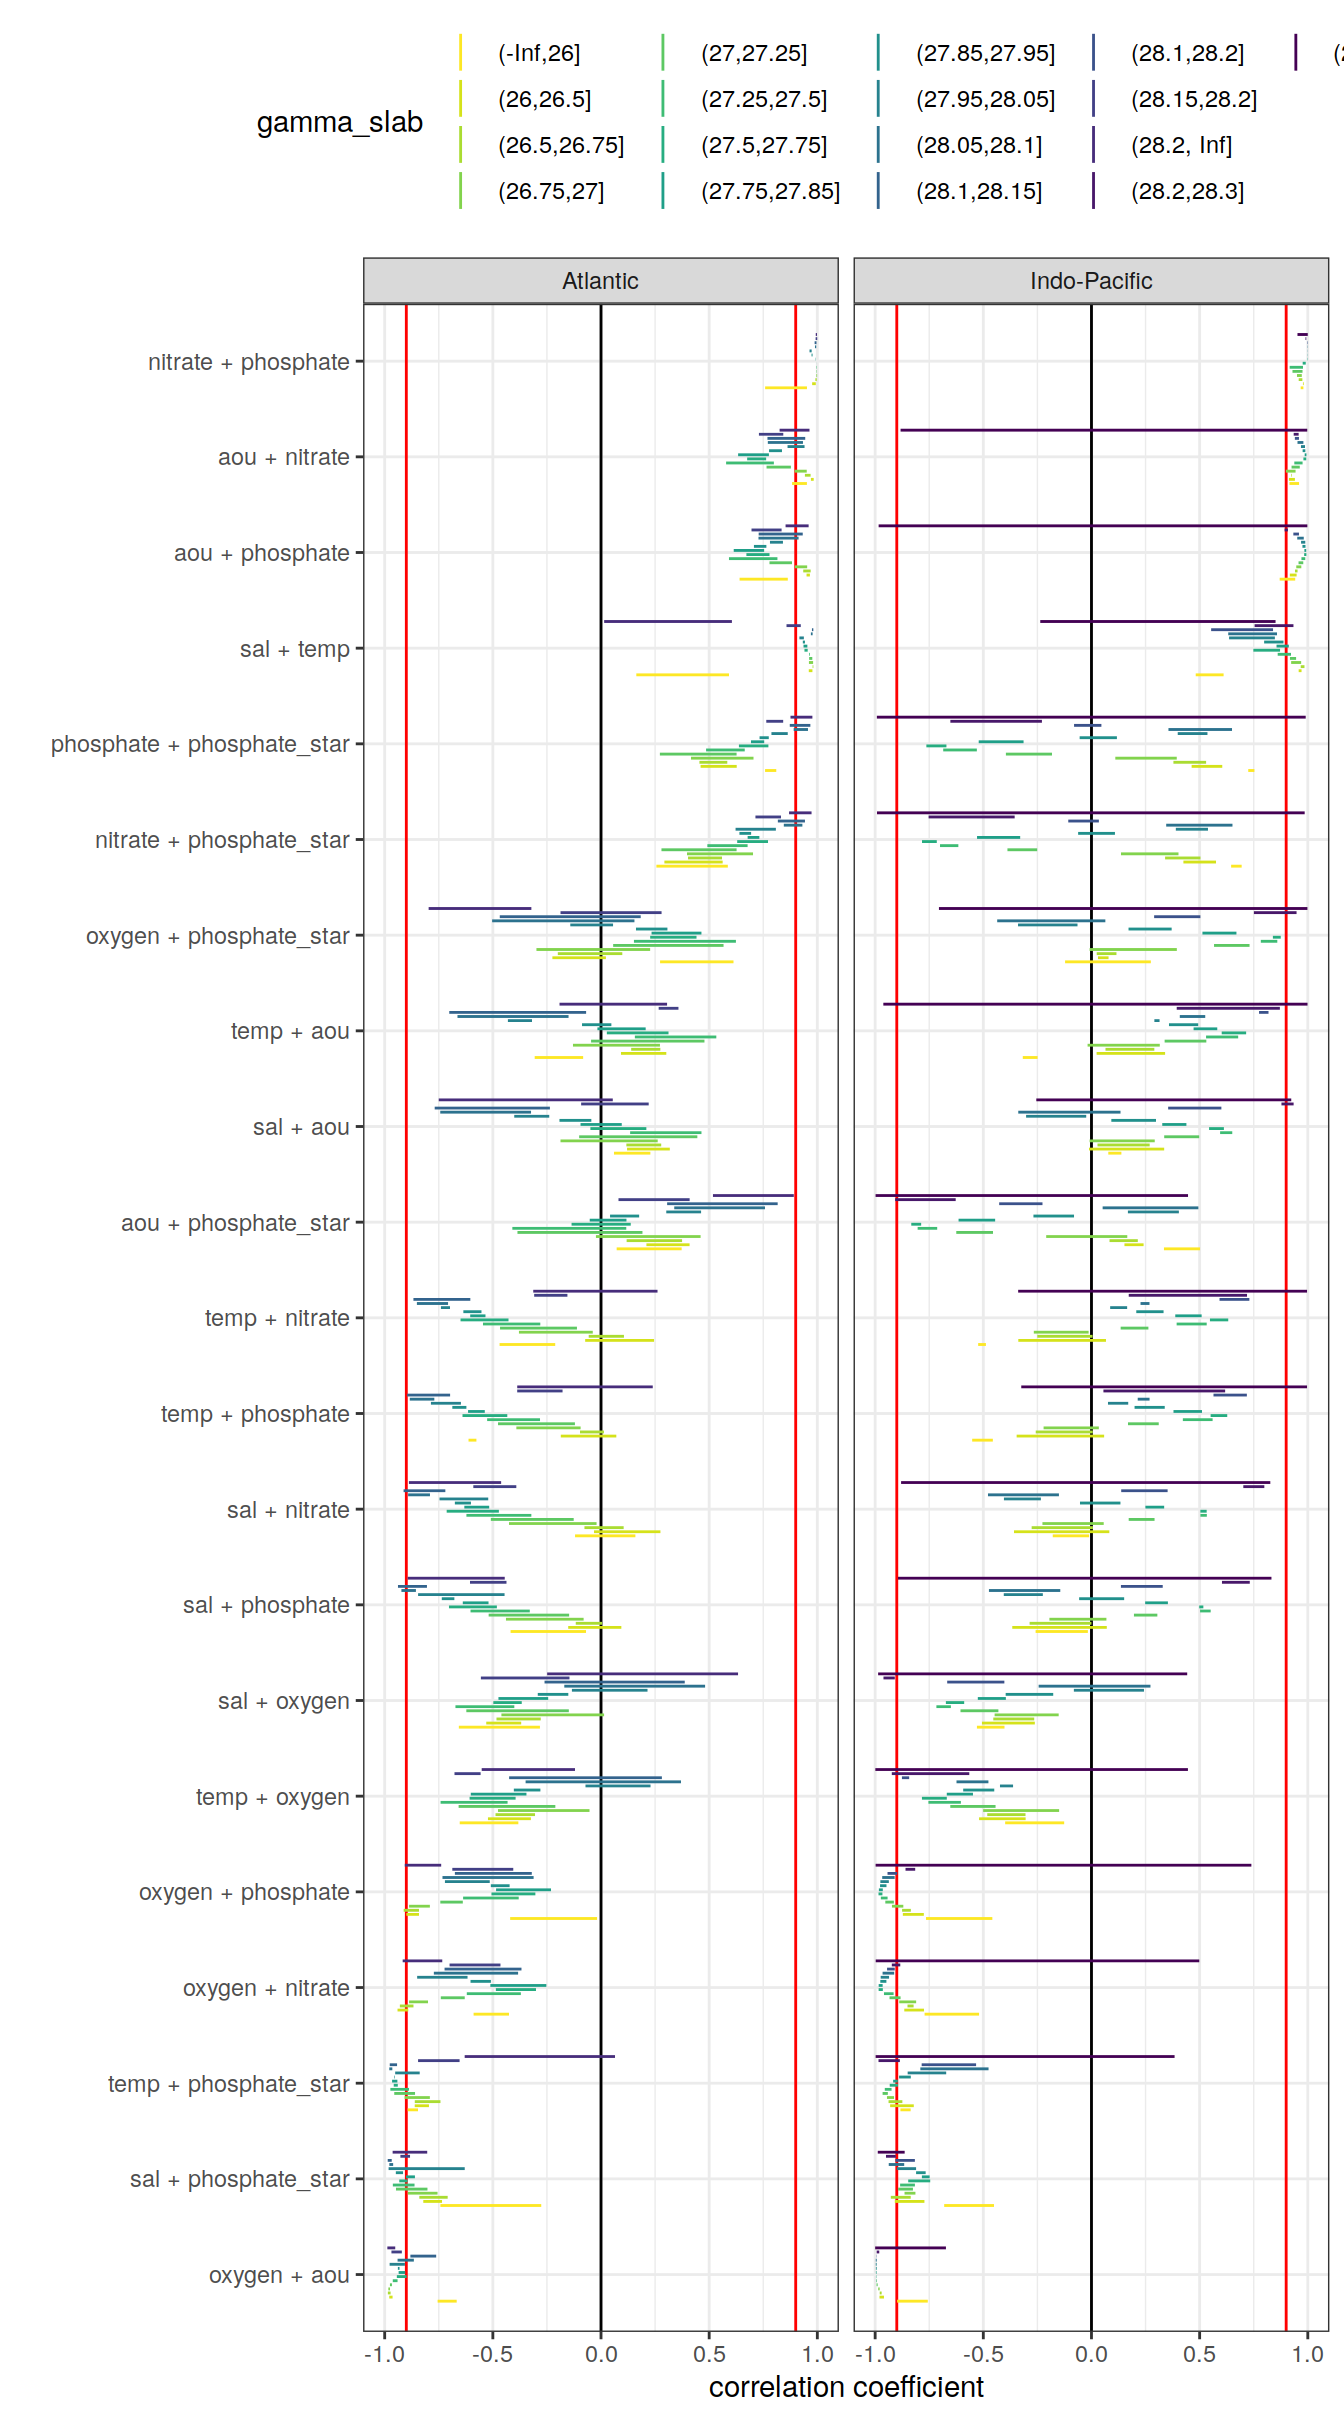 gamma_slab
(-Inf,26]
(26,26.5]
(26.5,26.75]
(26.75,27]
(27,27.25]
(27.25,27.5]
(27.5,27.75]
(27.75,27.85]
(27.85,27.95]
(27.95,28.05]
(28.05,28.1]
(28.1,28.15]
(28.1,28.2]
(28.15,28.2]
(28.2, Inf]
(28.2,28.3]
Atlantic
Indo-Pacific
nitrate + phosphate
aou + nitrate
aou + phosphate
sal + temp
phosphate + phosphate_star
nitrate + phosphate_star
oxygen + phosphate_star
temp + aou
sal + aou
aou + phosphate_star
temp + nitrate
temp + phosphate
sal + nitrate
sal + phosphate
sal + oxygen
temp + oxygen
oxygen + phosphate
oxygen + nitrate
temp + phosphate_star
sal + phosphate_star
oxygen + aou
-1.0 -0.5 0.0 0.5 1.0
-1.0 -0.5 0.0 0.5 1.0
correlation coefficient